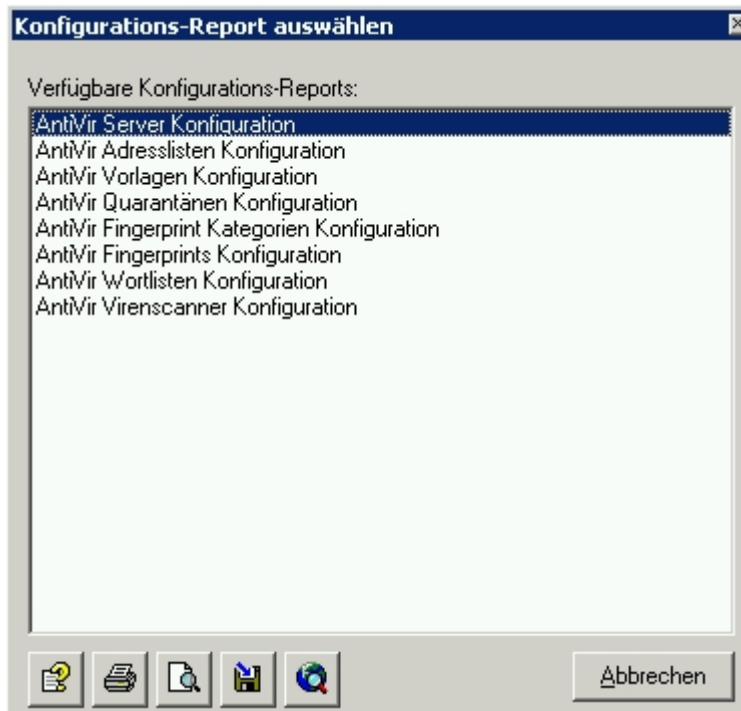 Konfigurations-Report auswählen
Verfügbare Konfigurations-Reports:
AntiVir Server Konfiguration
AntiVir Adresslisten Konfiguration
AntiVir Vorlagen Konfiguration
AntiVir Quarantänen Konfiguration
AntiVir Fingerprint Kategorien Konfiguration
AntiVir Fingerprints Konfiguration
AntiVir Wortlisten Konfiguration
AntiVir Virenscanner Konfiguration
Abbrechen